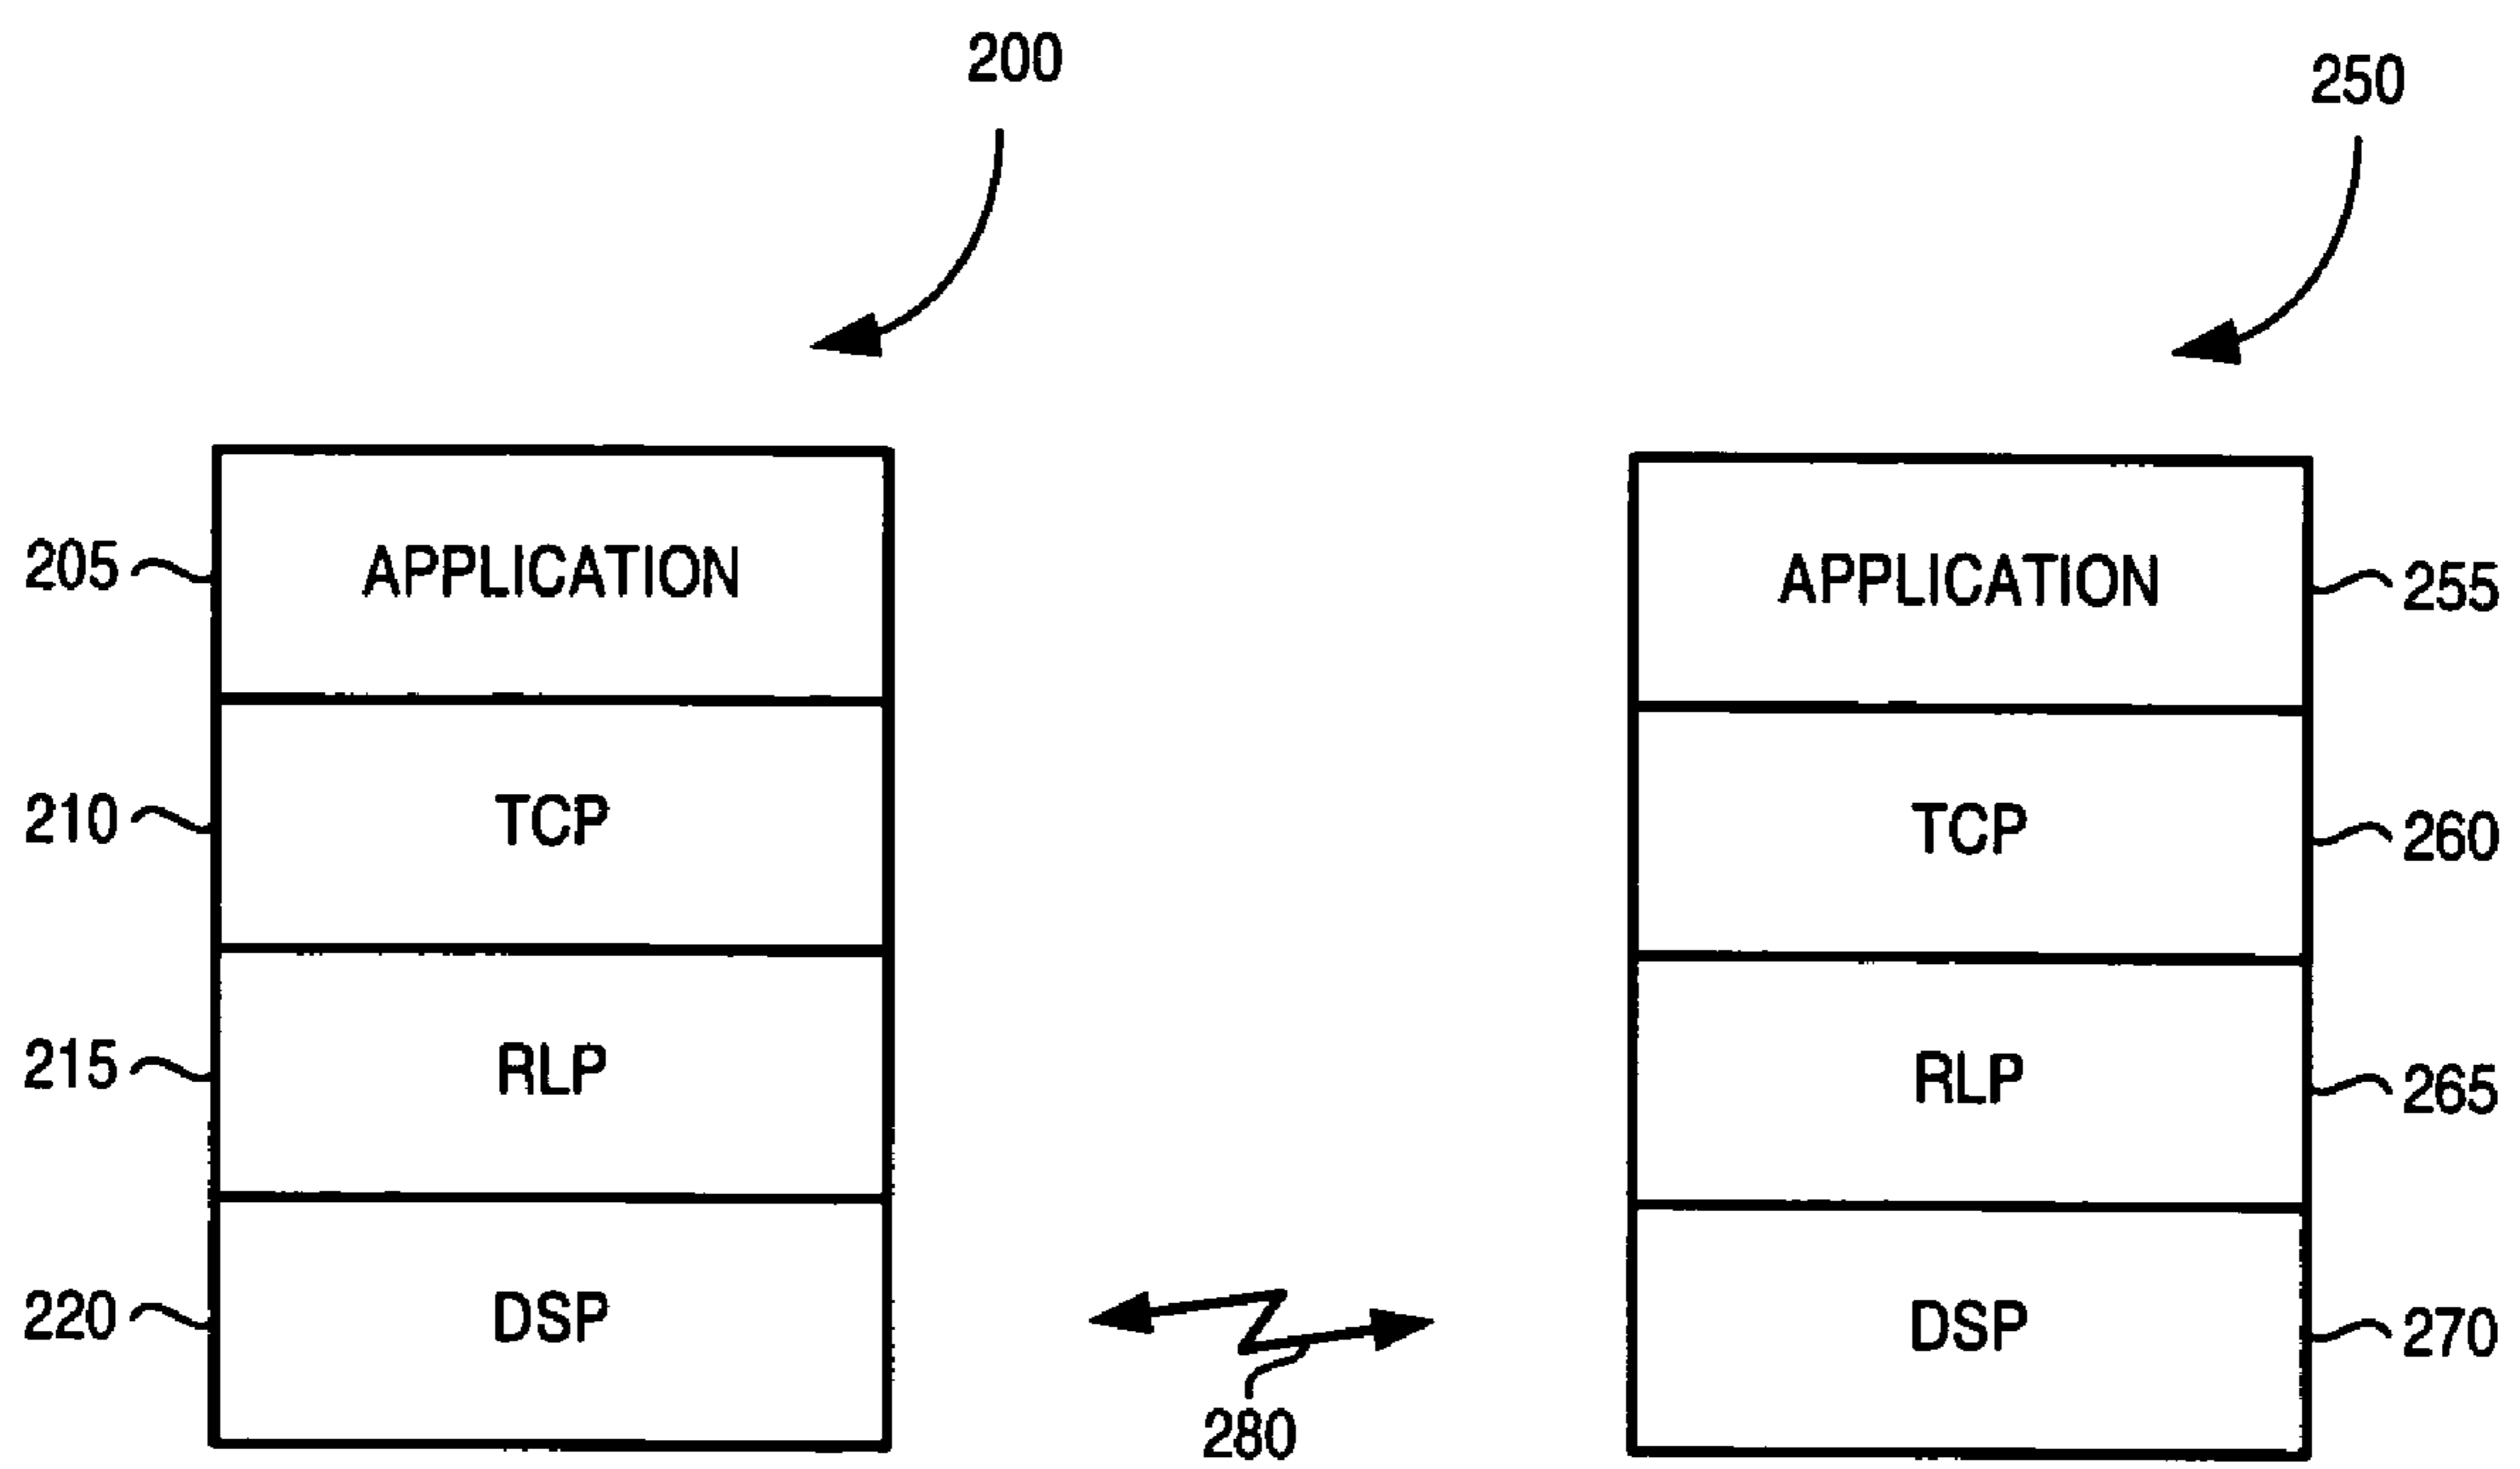 200
250
205 APPLICATION
APPLICATION 255
210 TCP
TCP 260
215 RLP
RLP 265
220 DSP
DSP 270
280